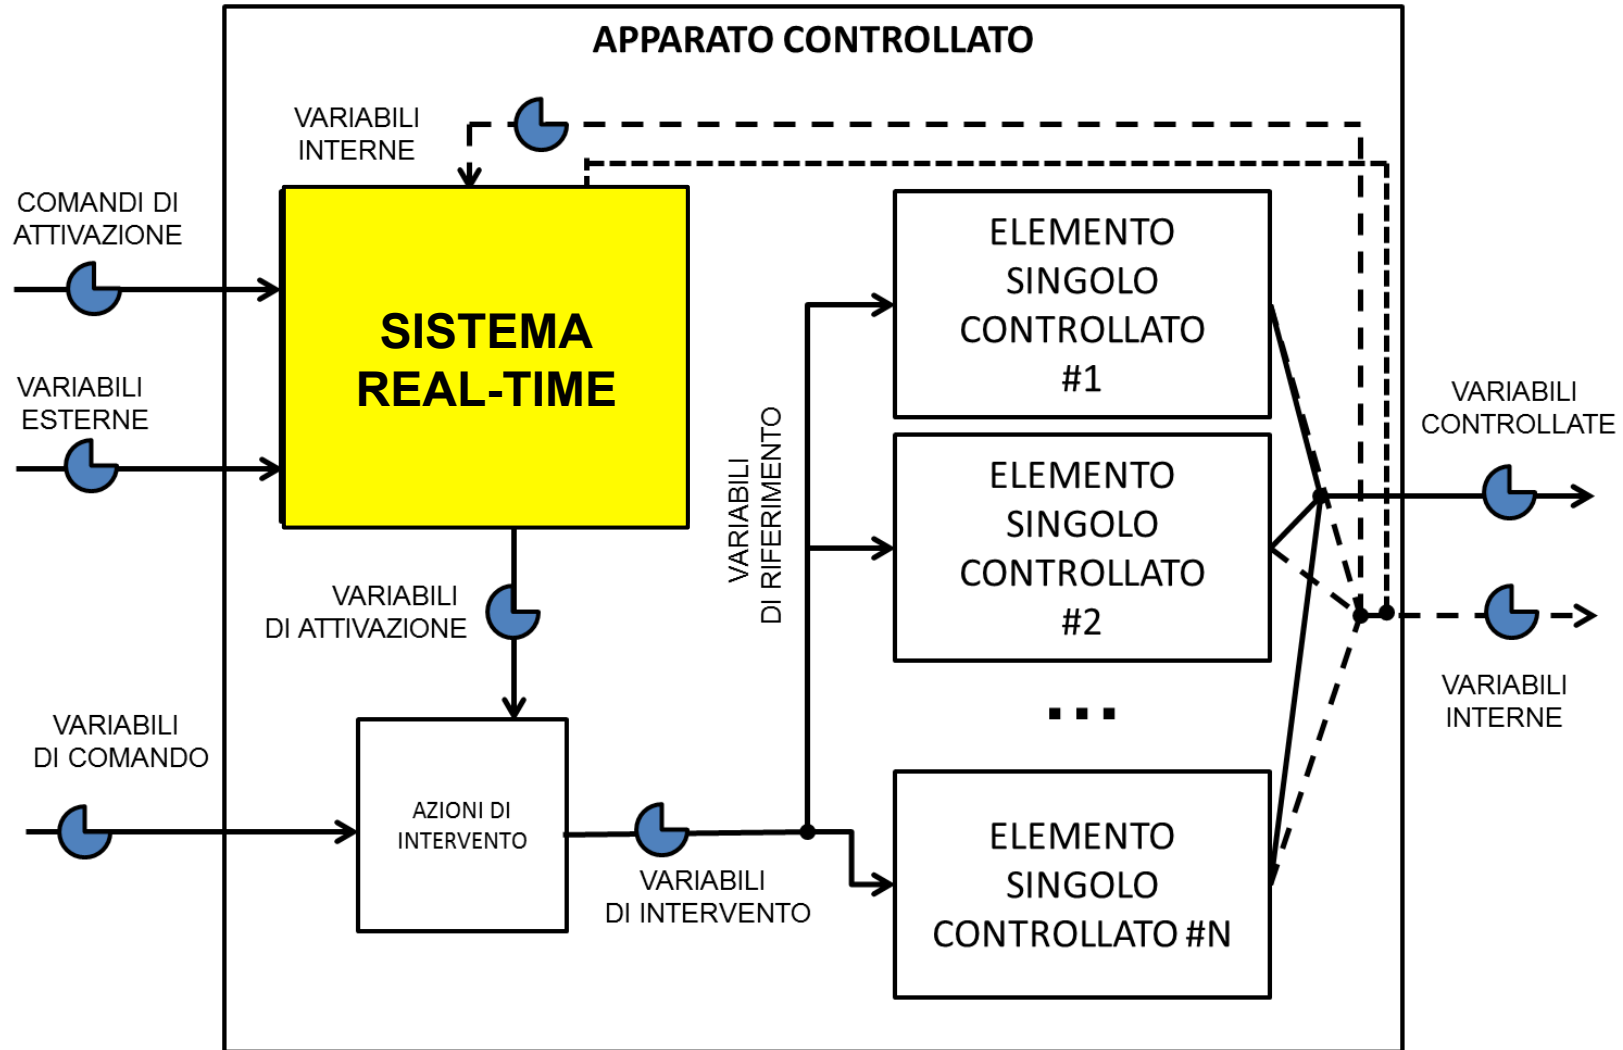 APPARATO CONTROLLATO
VARIABILI
INTERNE
COMANDI DI
ATTIVAZIONE
SISTEMA
REAL-TIME
VARIABILI
ESTERNE
VARIABILI
DI ATTIVAZIONE
VARIABILI
DI COMANDO
AZIONI DI
INTERVENTO
VARIABILI
DI INTERVENTO
VARIABILI
DI RIFERIMENTO
ELEMENTO
SINGOLO
CONTROLLATO
#1
ELEMENTO
SINGOLO
CONTROLLATO
#2
...
ELEMENTO
SINGOLO
CONTROLLATO #N
VARIABILI
CONTROLLATE
VARIABILI
INTERNE